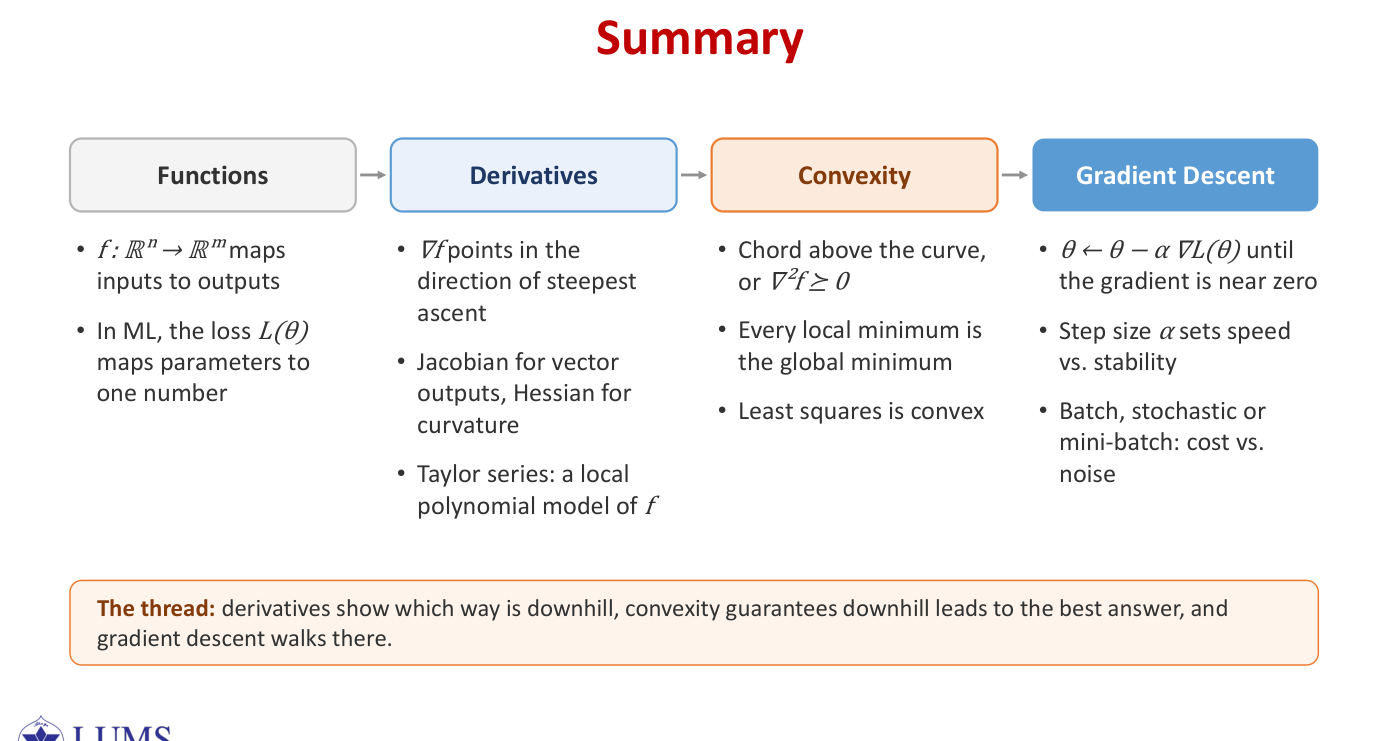 Summary
Functions
Derivatives
Convexity
Gradient Descent
• f : ℝⁿ → ℝᵐ maps
inputs to outputs
• In ML, the loss L(θ)
maps parameters to
one number
• ∇f points in the
direction of steepest
ascent
• Jacobian for vector
outputs, Hessian for
curvature
• Taylor series: a local
polynomial model of f
• Chord above the curve,
or ∇²f ⪰ 0
• Every local minimum is
the global minimum
• Least squares is convex
• θ ← θ − α ∇L(θ) until
the gradient is near zero
• Step size α sets speed
vs. stability
• Batch, stochastic or
mini-batch: cost vs.
noise
The thread: derivatives show which way is downhill, convexity guarantees downhill leads to the best answer, and
gradient descent walks there.
LUMS